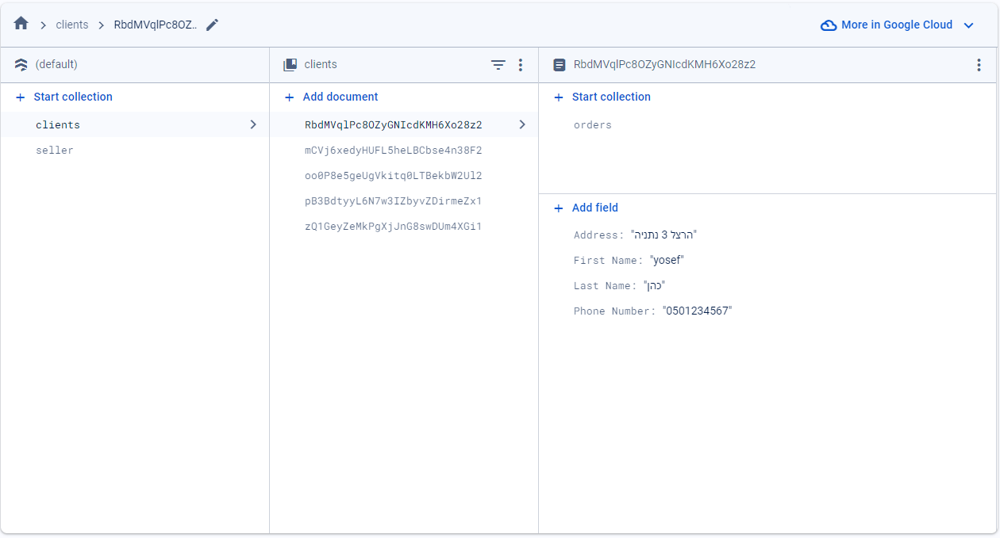 clients
RbdMVqlPc8OZ..
More in Google Cloud
(default)
clients
RbdMVqlPc8OZyGNIcdKMH6Xo28z2
Start collection
clients
seller
Add document
RbdMVqlPc8OZyGNIcdKMH6Xo28z2
mCVj6xedyHUFL5heLBCbse4n38F2
oo0P8e5geUgVkitq0LTBekbW2Ul2
pB3BdtyyL6N7w3IZbyvZDirmeZx1
zQ1GeyZeMkPgXjJnG8swDUm4XGi1
Start collection
orders
Add field
Address: "הרצל 3 נתניה"
First Name: "yosef"
Last Name: "כהן"
Phone Number: "0501234567"